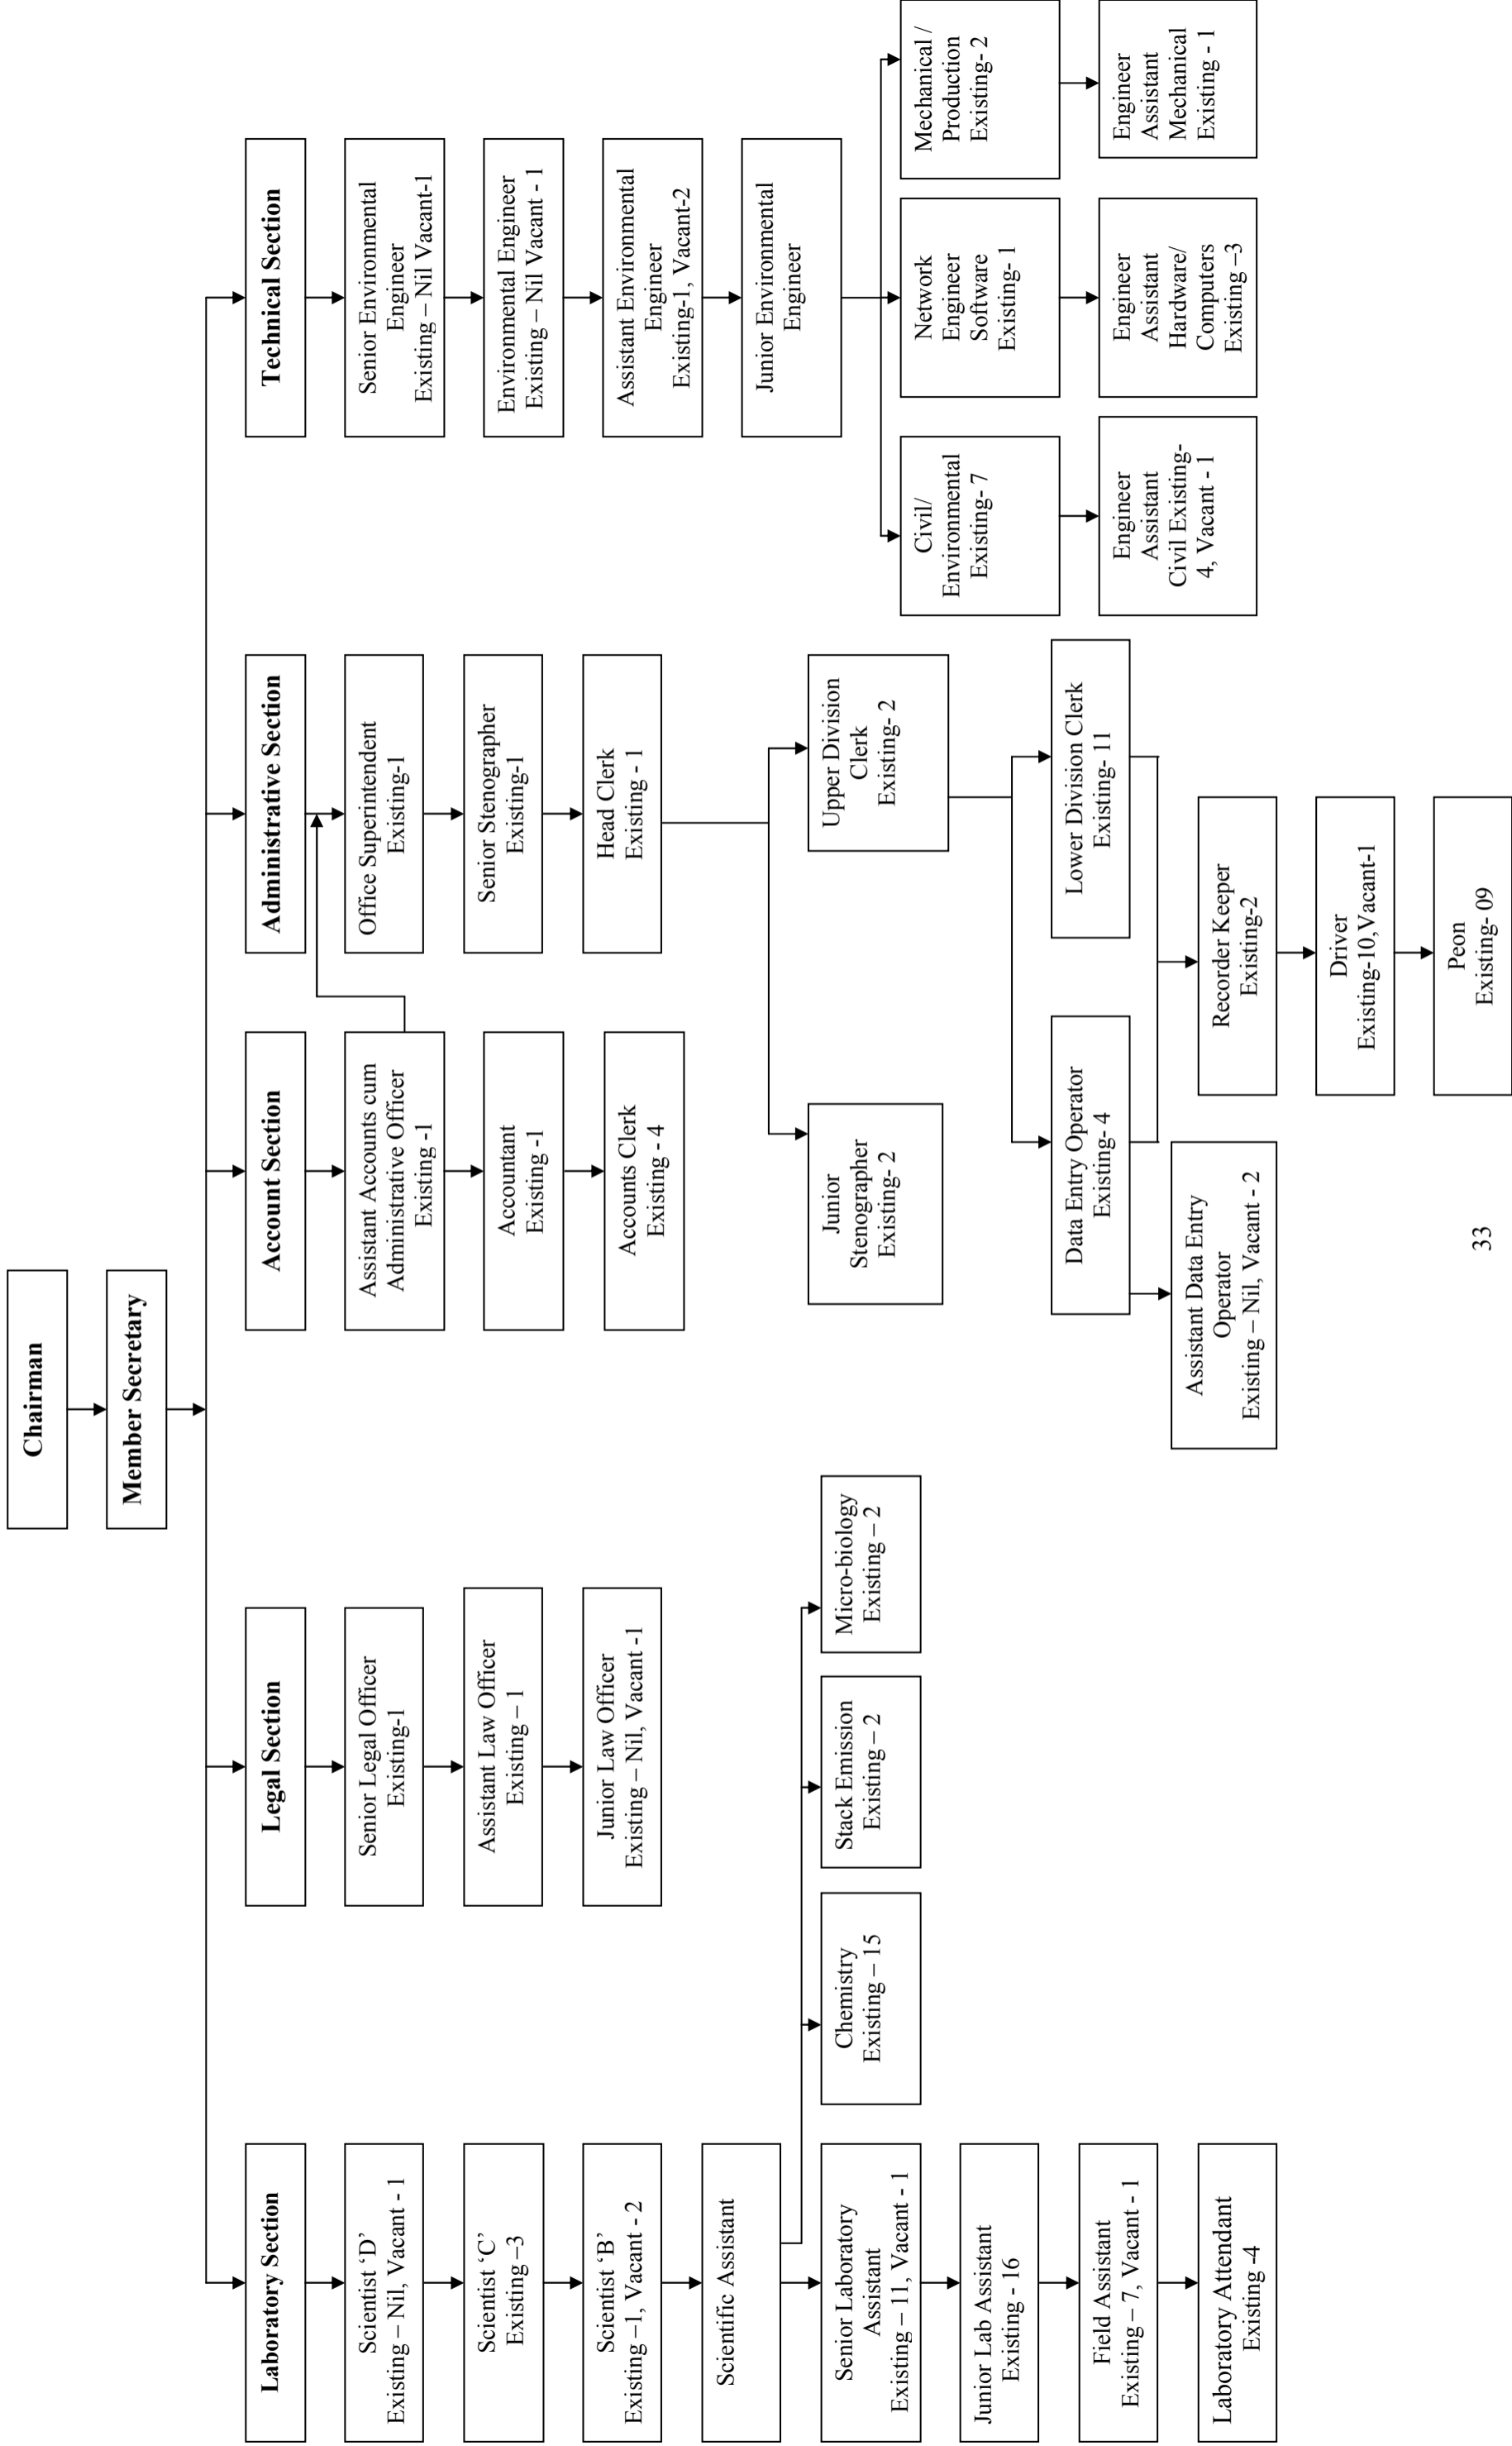 Chairman
Member Secretary
Laboratory Section
Scientist ‘D’
Existing – Nil, Vacant - 1
Scientist ‘C’
Existing –3
Scientist ‘B’
Existing –1, Vacant - 2
Scientific Assistant
Senior Laboratory
Assistant
Existing – 11, Vacant - 1
Junior Lab Assistant
Existing - 16
Field Assistant
Existing – 7, Vacant - 1
Laboratory Attendant
Existing -4
Chemistry
Existing – 15
Stack Emission
Existing – 2
Micro-biology
Existing – 2
Legal Section
Senior Legal Officer
Existing-1
Assistant Law Officer
Existing – 1
Junior Law Officer
Existing – Nil, Vacant -1
Account Section
Assistant Accounts cum
Administrative Officer
Existing -1
Accountant
Existing -1
Accounts Clerk
Existing - 4
Administrative Section
Office Superintendent
Existing-1
Senior Stenographer
Existing-1
Head Clerk
Existing - 1
Junior
Stenographer
Existing- 2
Upper Division
Clerk
Existing- 2
Data Entry Operator
Existing- 4
Lower Division Clerk
Existing- 11
Assistant Data Entry
Operator
Existing – Nil, Vacant - 2
Recorder Keeper
Existing-2
Driver
Existing-10,Vacant-1
Peon
Existing- 09
Technical Section
Senior Environmental
Engineer
Existing – Nil Vacant-1
Environmental Engineer
Existing – Nil Vacant - 1
Assistant Environmental
Engineer
Existing-1, Vacant-2
Junior Environmental
Engineer
Civil/
Environmental
Existing- 7
Network
Engineer
Software
Existing- 1
Mechanical /
Production
Existing- 2
Engineer
Assistant
Civil Existing-
4, Vacant - 1
Engineer
Assistant
Hardware/
Computers
Existing –3
Engineer
Assistant
Mechanical
Existing - 1
33